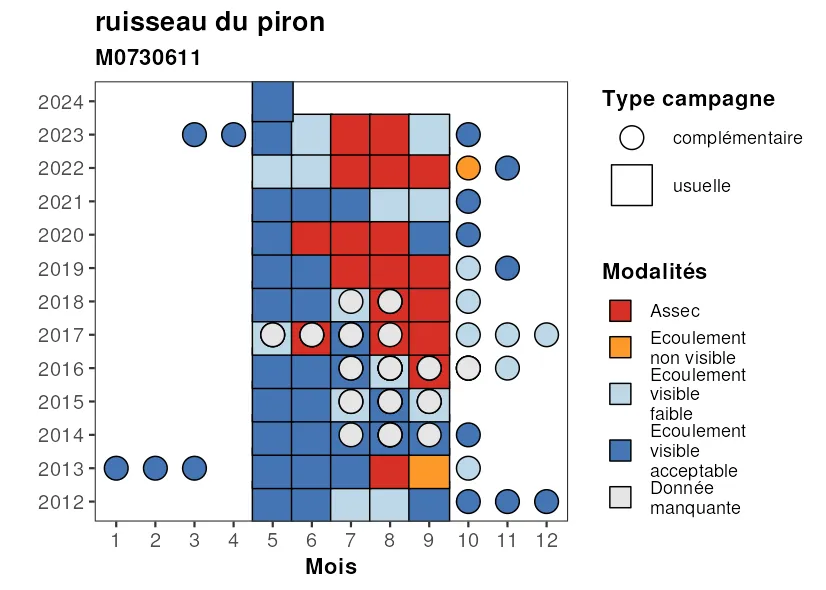 ruisseau du piron
M0730611
2024
2023
2022
2021
2020
2019
2018
2017
2016
2015
2014
2013
2012
1 2 3 4 5 6 7 8 9 10 11 12
Mois
Type campagne
complémentaire
usuelle
Modalités
Assec
Ecoulement
non visible
Ecoulement
visible
faible
Ecoulement
visible
acceptable
Donnée
manquante